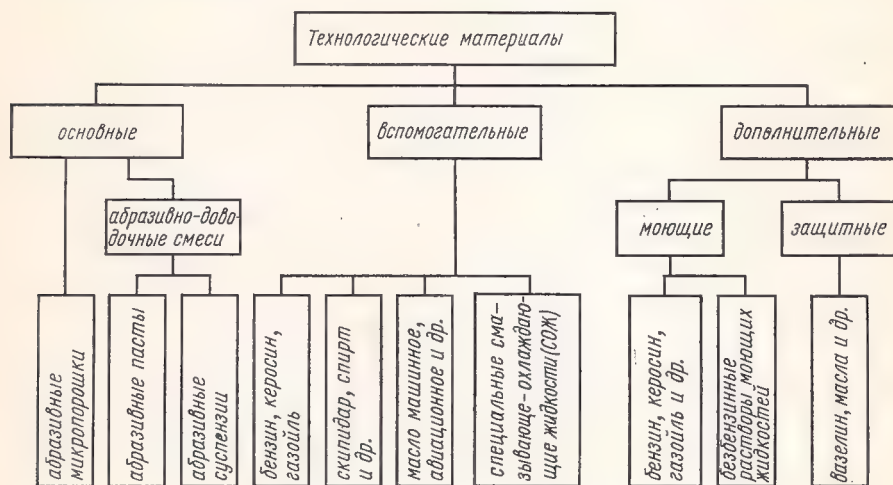 Технологические материалы
основные
вспомогательные
дополнительные
абразивно-дово-
дочные смеси
моющие
защитные
абразивные
микропорошки
абразивные пасты
абразивные
суспензии
бензин, керосин,
газойль
скипидар, спирт
и др.
масло машинное,
авиационное и др.
специальные сма-
зывающе-охлаждаю-
щие жидкости(СОЖ)
бензин, керосин,
газойль и др.
безбензинные
растворы моющих
жидкостей
вазелин, масла и др.